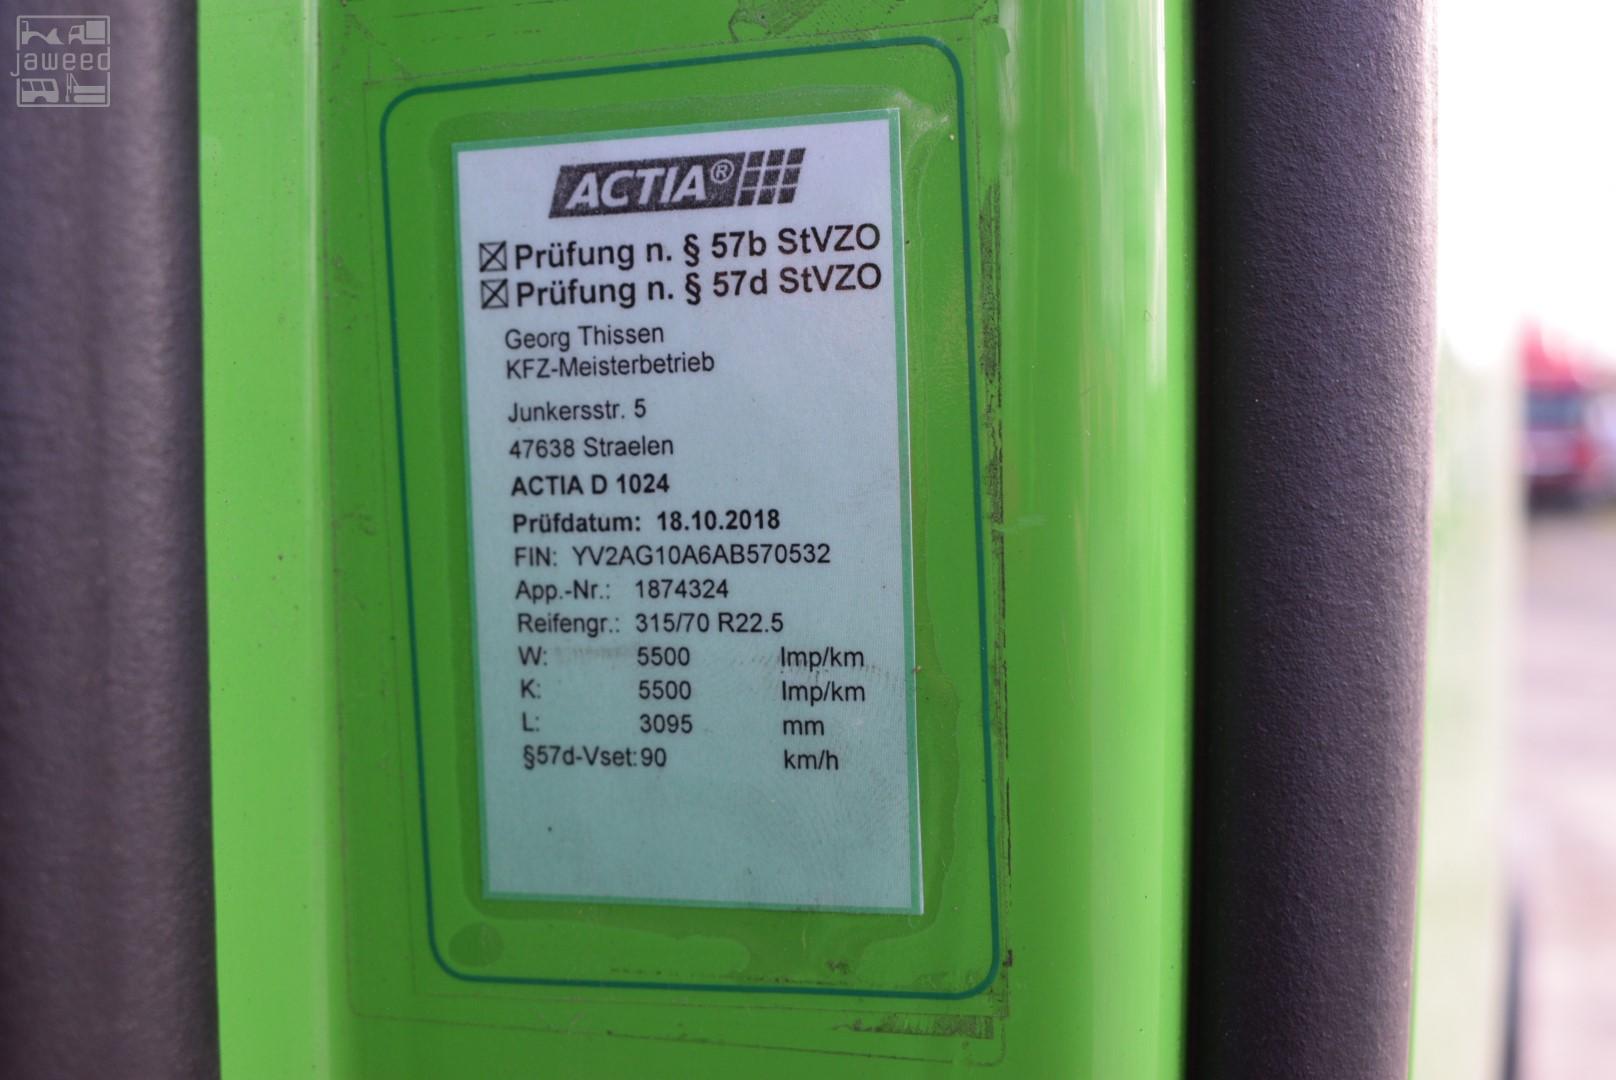 jaweed
ACTIA®
☒ Prüfung n. § 57b StVZO
☒ Prüfung n. § 57d StVZO
Georg Thissen
KFZ-Meisterbetrieb
Junkersstr. 5
47638 Straelen
ACTIA D 1024
Prüfdatum: 18.10.2018
FIN: YV2AG10A6AB570532
App.-Nr.: 1874324
Reifengr.: 315/70 R22.5
W: 5500 Imp/km
K: 5500 Imp/km
L: 3095 mm
§57d-Vset: 90 km/h